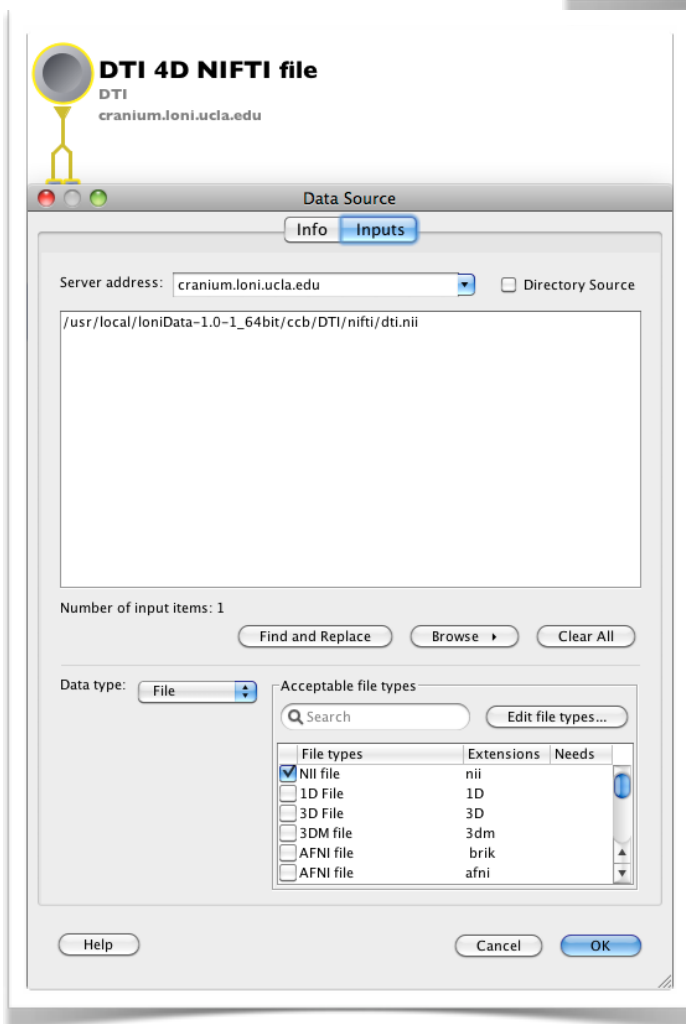 DTI 4D NIFTI file
DTI
cranium.loni.ucla.edu
Data Source
Info Inputs
Server address: cranium.loni.ucla.edu Directory Source
/usr/local/loniData-1.0-1_64bit/ccb/DTI/nifti/dti.nii
Number of input items: 1
Find and Replace Browse Clear All
Data type: File Acceptable file types
Search Edit file types...
File types Extensions Needs
NII file nii
1D File 1D
3D File 3D
3DM file 3dm
AFNI file brik
AFNI file afni
Help Cancel OK